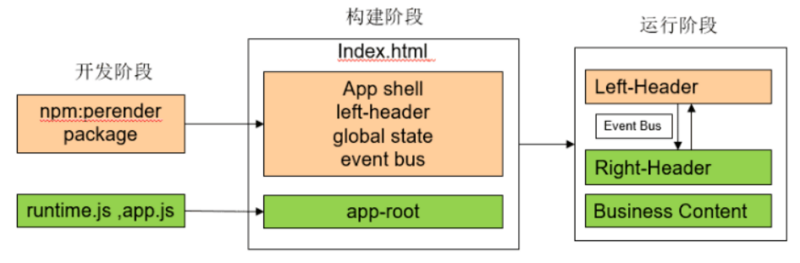 开发阶段
npm:perender
package
runtime.js ,app.js
构建阶段
Index.html
App shell
left-header
global state
event bus
app-root
运行阶段
Left-Header
Event Bus
Right-Header
Business Content